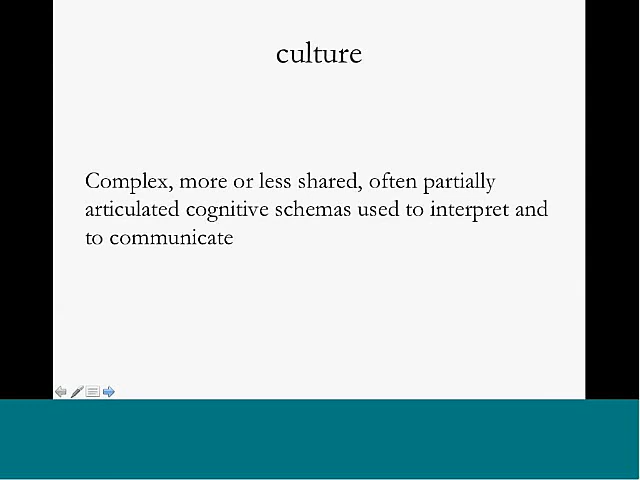 culture
Complex, more or less shared, often partially
articulated cognitive schemas used to interpret and
to communicate